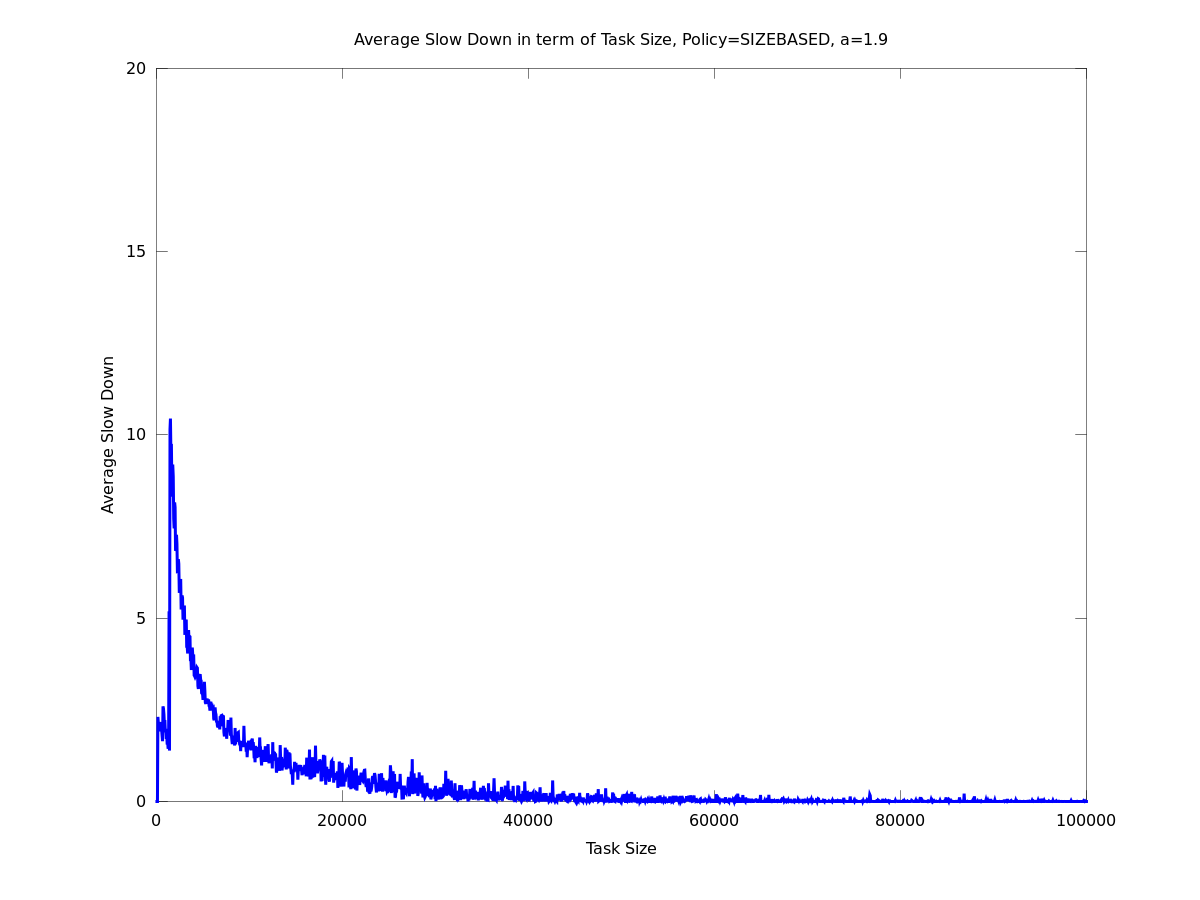 Average Slow Down in term of Task Size, Policy=SIZEBASED, a=1.9
20
15
10
5
0
Average Slow Down
0 20000 40000 60000 80000 100000
Task Size